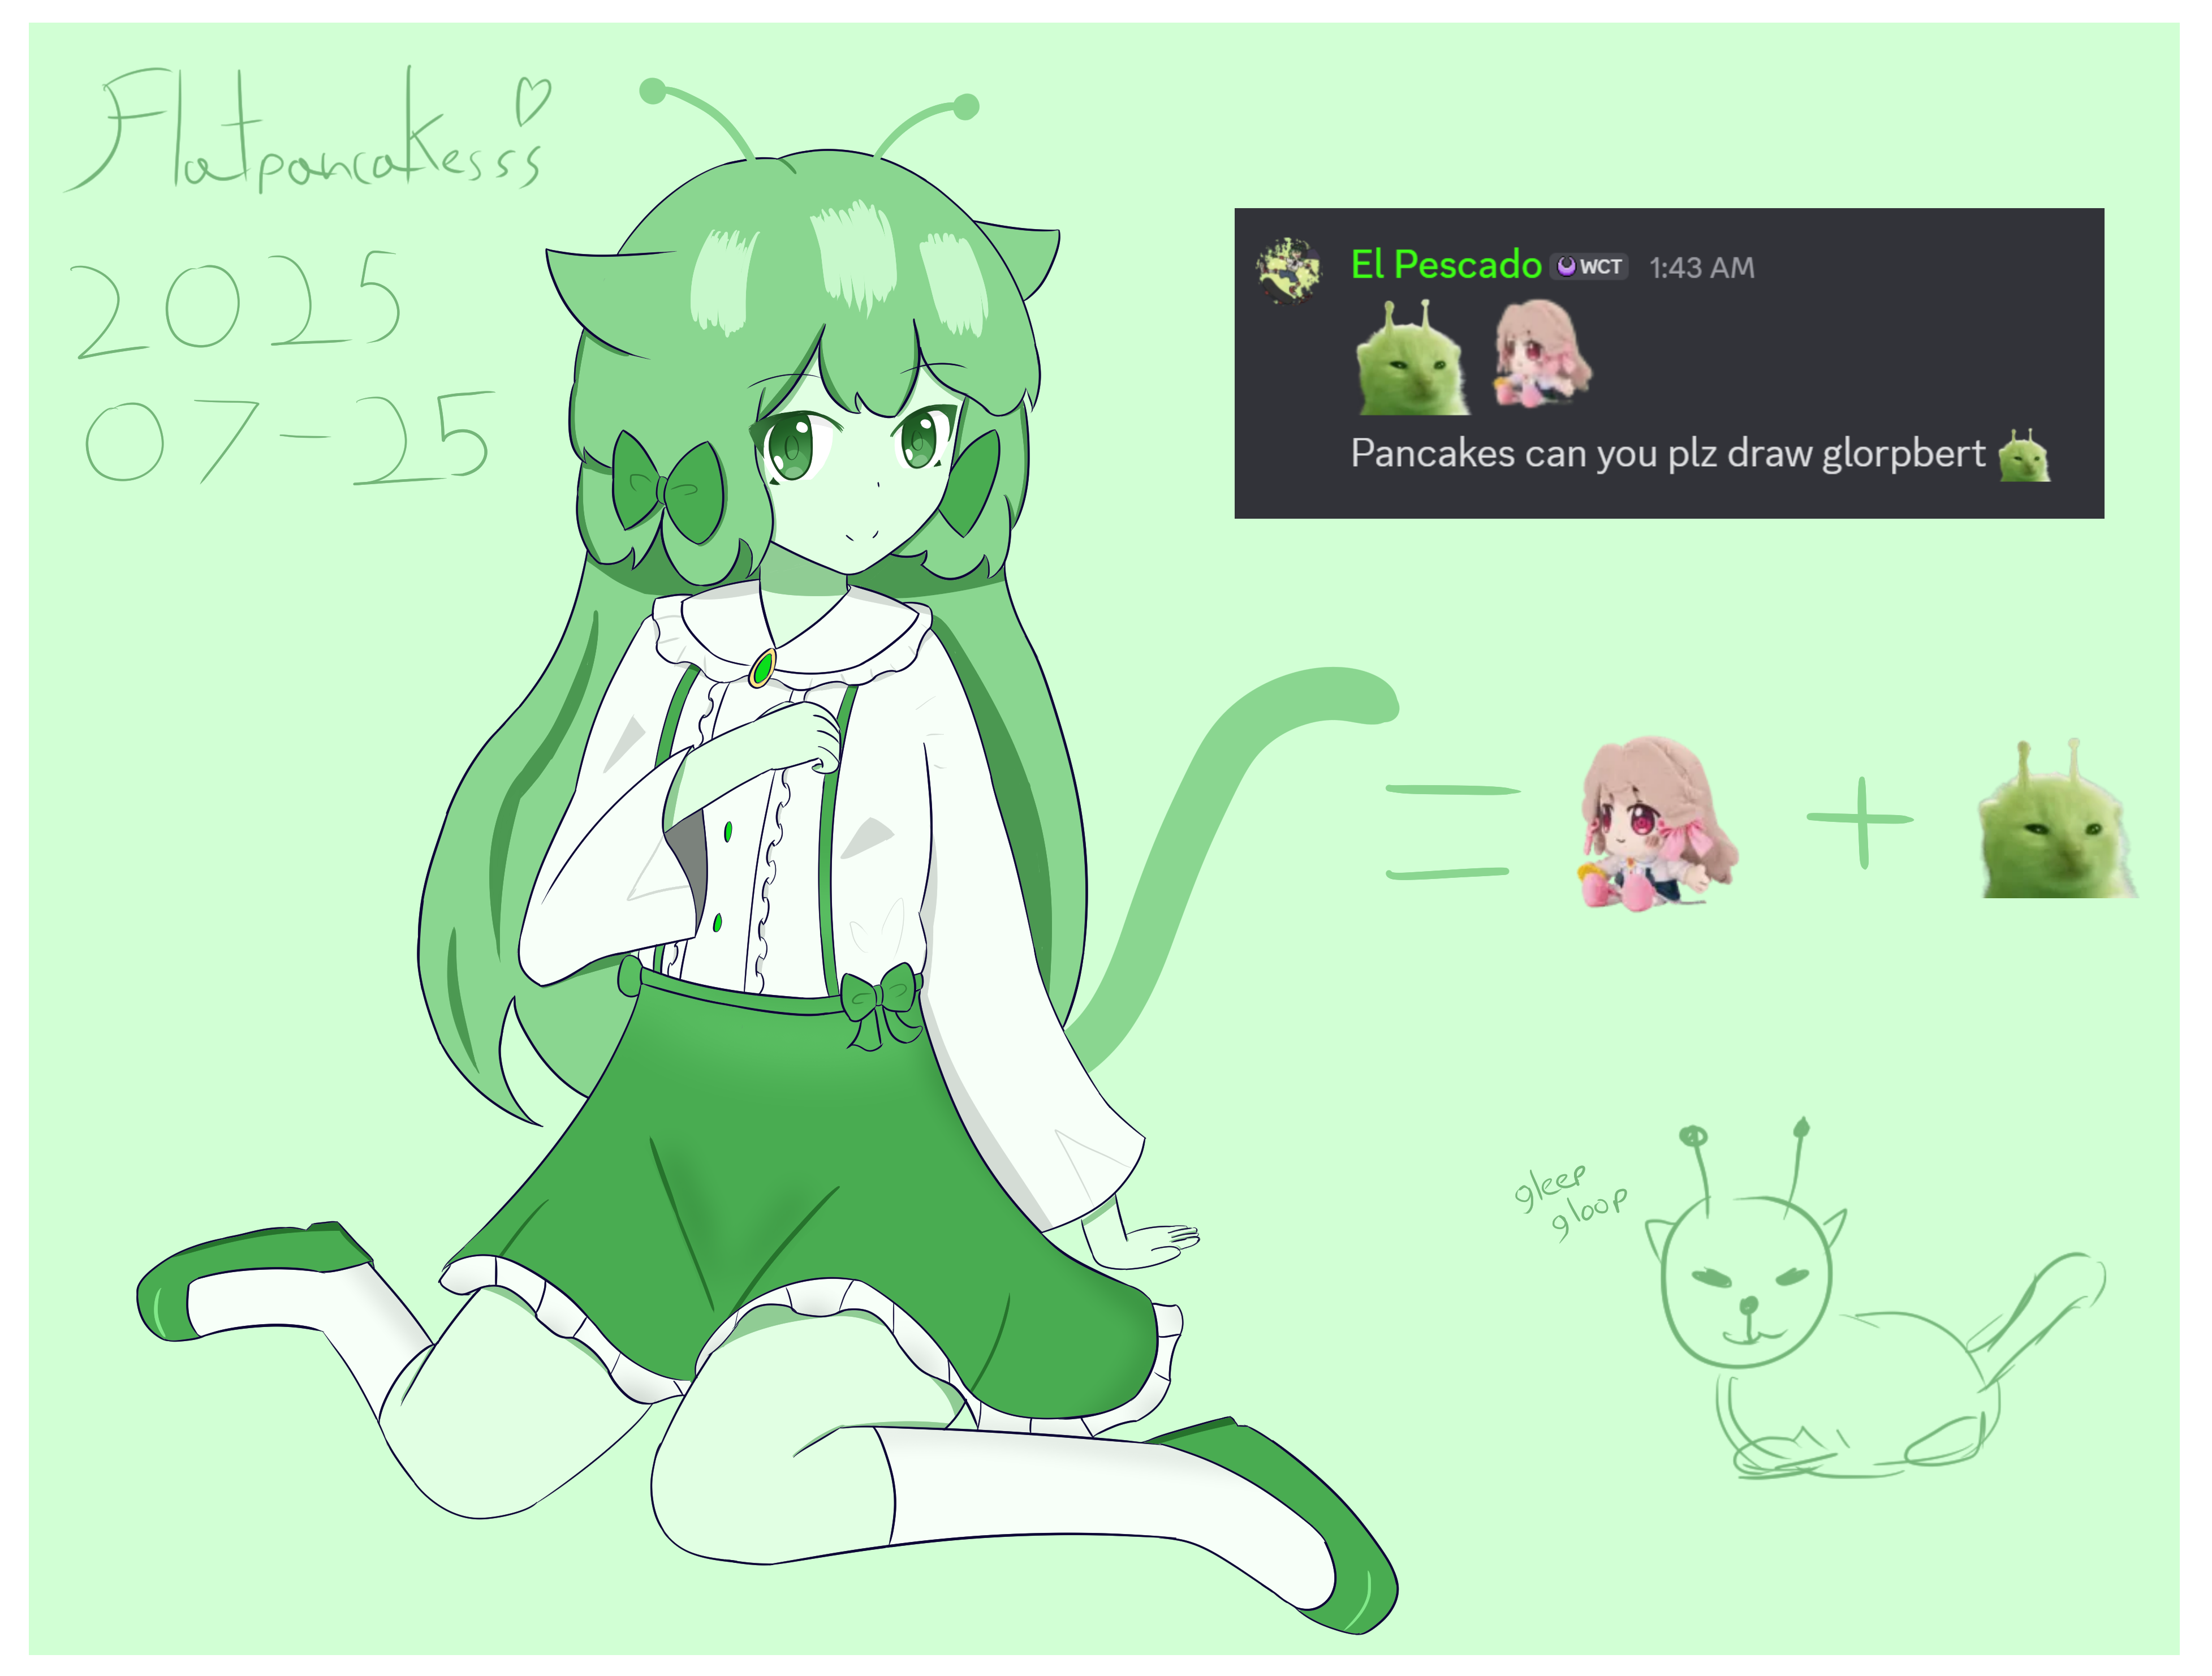 Flatpancakesss ♡
2025
07-25
El Pescado WCT 1:43 AM
Pancakes can you plz draw glorpbert
gleep
gloop